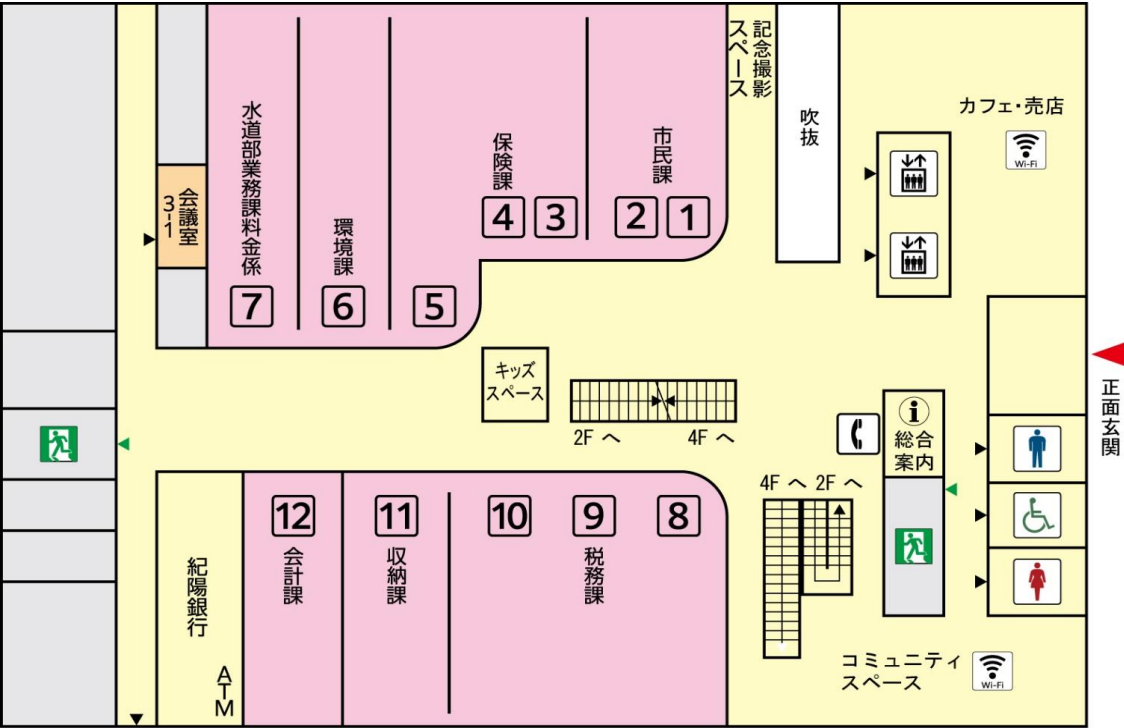 記念撮影
スペース
吹抜
カフェ・売店
Wi-Fi
水道部業務課料金係
7
会議室
3-1
環境課
6
5
保険課
4
3
市民課
2
1
キッズ
スペース
2F へ
4F へ
総合
案内
正面玄関
4F へ
2F へ
12
会計課
11
収納課
10
9
税務課
8
紀陽銀行
ATM
コミュニティ
スペース
Wi-Fi